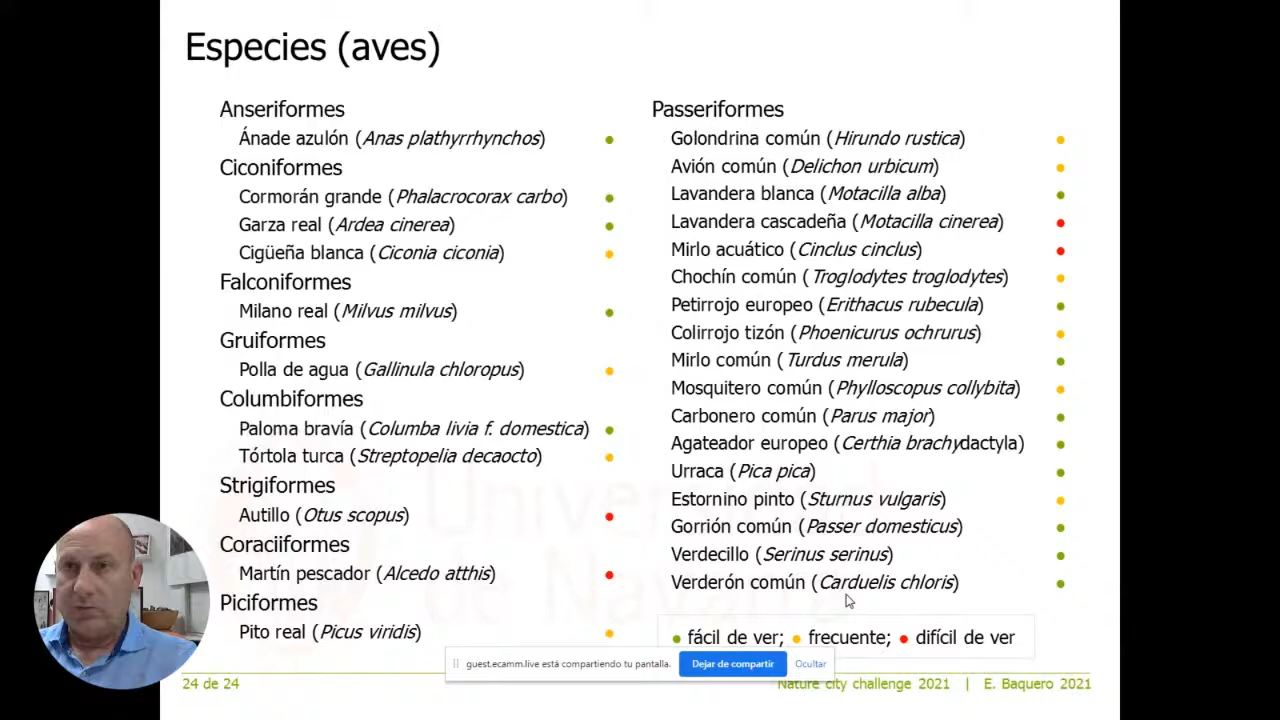 Especies (aves)
Anseriformes
Ánade azulón (Anas plathyrrhynchos)
Ciconiformes
Cormorán grande (Phalacrocorax carbo)
Garza real (Ardea cinerea)
Cigüeña blanca (Ciconia ciconia)
Falconiformes
Milano real (Milvus milvus)
Gruiformes
Polla de agua (Gallinula chloropus)
Columbiformes
Paloma bravía (Columba livia f. domestica)
Tórtola turca (Streptopelia decaocto)
Strigiformes
Autillo (Otus scopus)
Coraciiformes
Martín pescador (Alcedo atthis)
Piciformes
Pito real (Picus viridis)
Passeriformes
Golondrina común (Hirundo rustica)
Avión común (Delichon urbicum)
Lavandera blanca (Motacilla alba)
Lavandera cascadeña (Motacilla cinerea)
Mirlo acuático (Cinclus cinclus)
Chochín común (Troglodytes troglodytes)
Petirrojo europeo (Erithacus rubecula)
Colirrojo tizón (Phoenicurus ochrurus)
Mirlo común (Turdus merula)
Mosquitero común (Phylloscopus collybita)
Carbonero común (Parus major)
Agateador europeo (Certhia brachydactyla)
Urraca (Pica pica)
Estornino pinto (Sturnus vulgaris)
Gorrión común (Passer domesticus)
Verdecillo (Serinus serinus)
Verderón común (Carduelis chloris)
fácil de ver; frecuente; difícil de ver
guest.ecamm.live está compartiendo tu pantalla. Dejar de compartir Ocultar
24 de 24
Nature city challenge 2021 | E. Baquero 2021
de Navarra